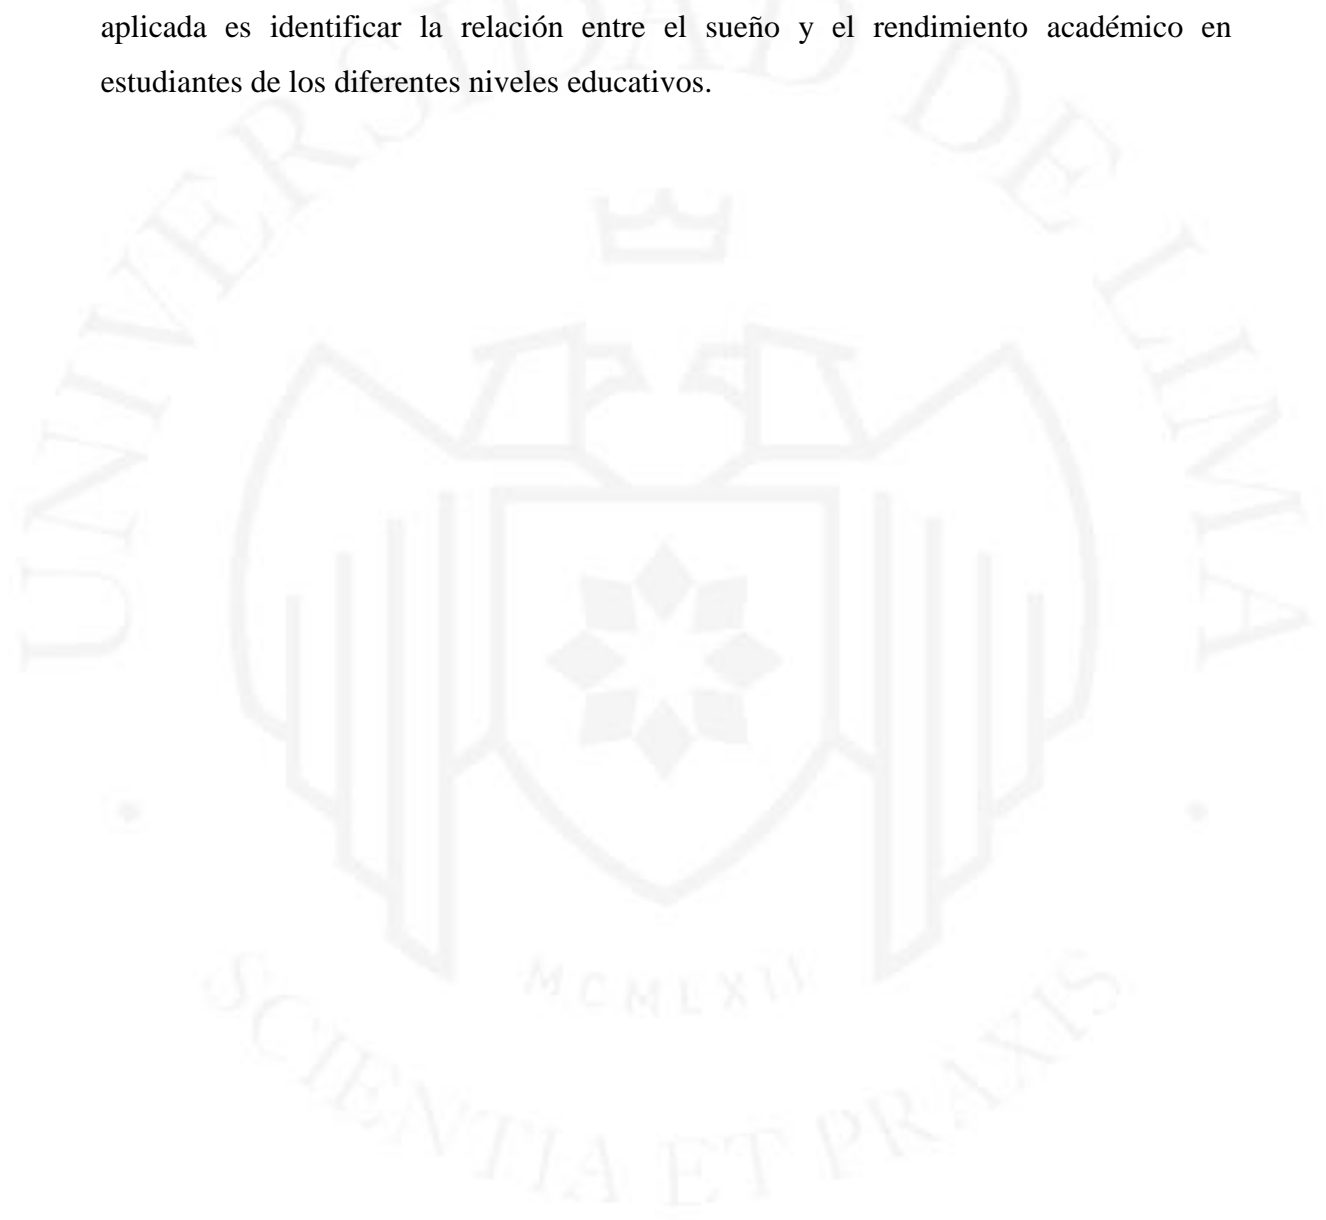 aplicada es identificar la relación entre el sueño y el rendimiento académico en
estudiantes de los diferentes niveles educativos.
UNIVERSIDAD DE LIMA
MCMLXII
SCIENTIA ET PRAXIS